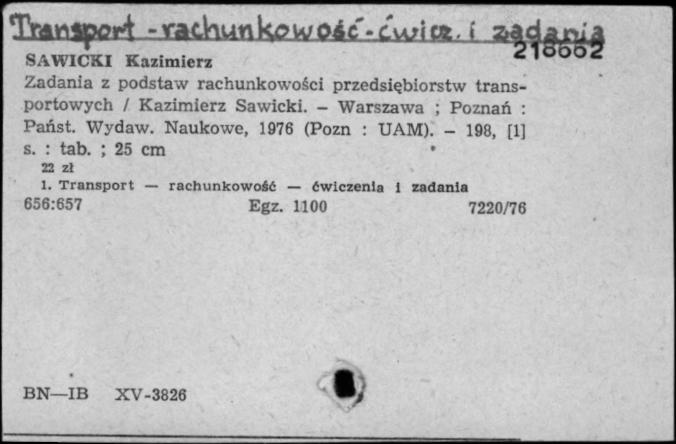 Transport - rachunkowość - ćwicz. i zadania
218662
SAWICKI Kazimierz
Zadania z podstaw rachunkowości przedsiębiorstw trans-
portowych / Kazimierz Sawicki. – Warszawa ; Poznań :
Państ. Wydaw. Naukowe, 1976 (Pozn : UAM). – 198, [1]
s. : tab. ; 25 cm
22 zł
1. Transport — rachunkowość — ćwiczenia i zadania
656:657 Egz. 1100 7220/76
BN—IB XV-3826